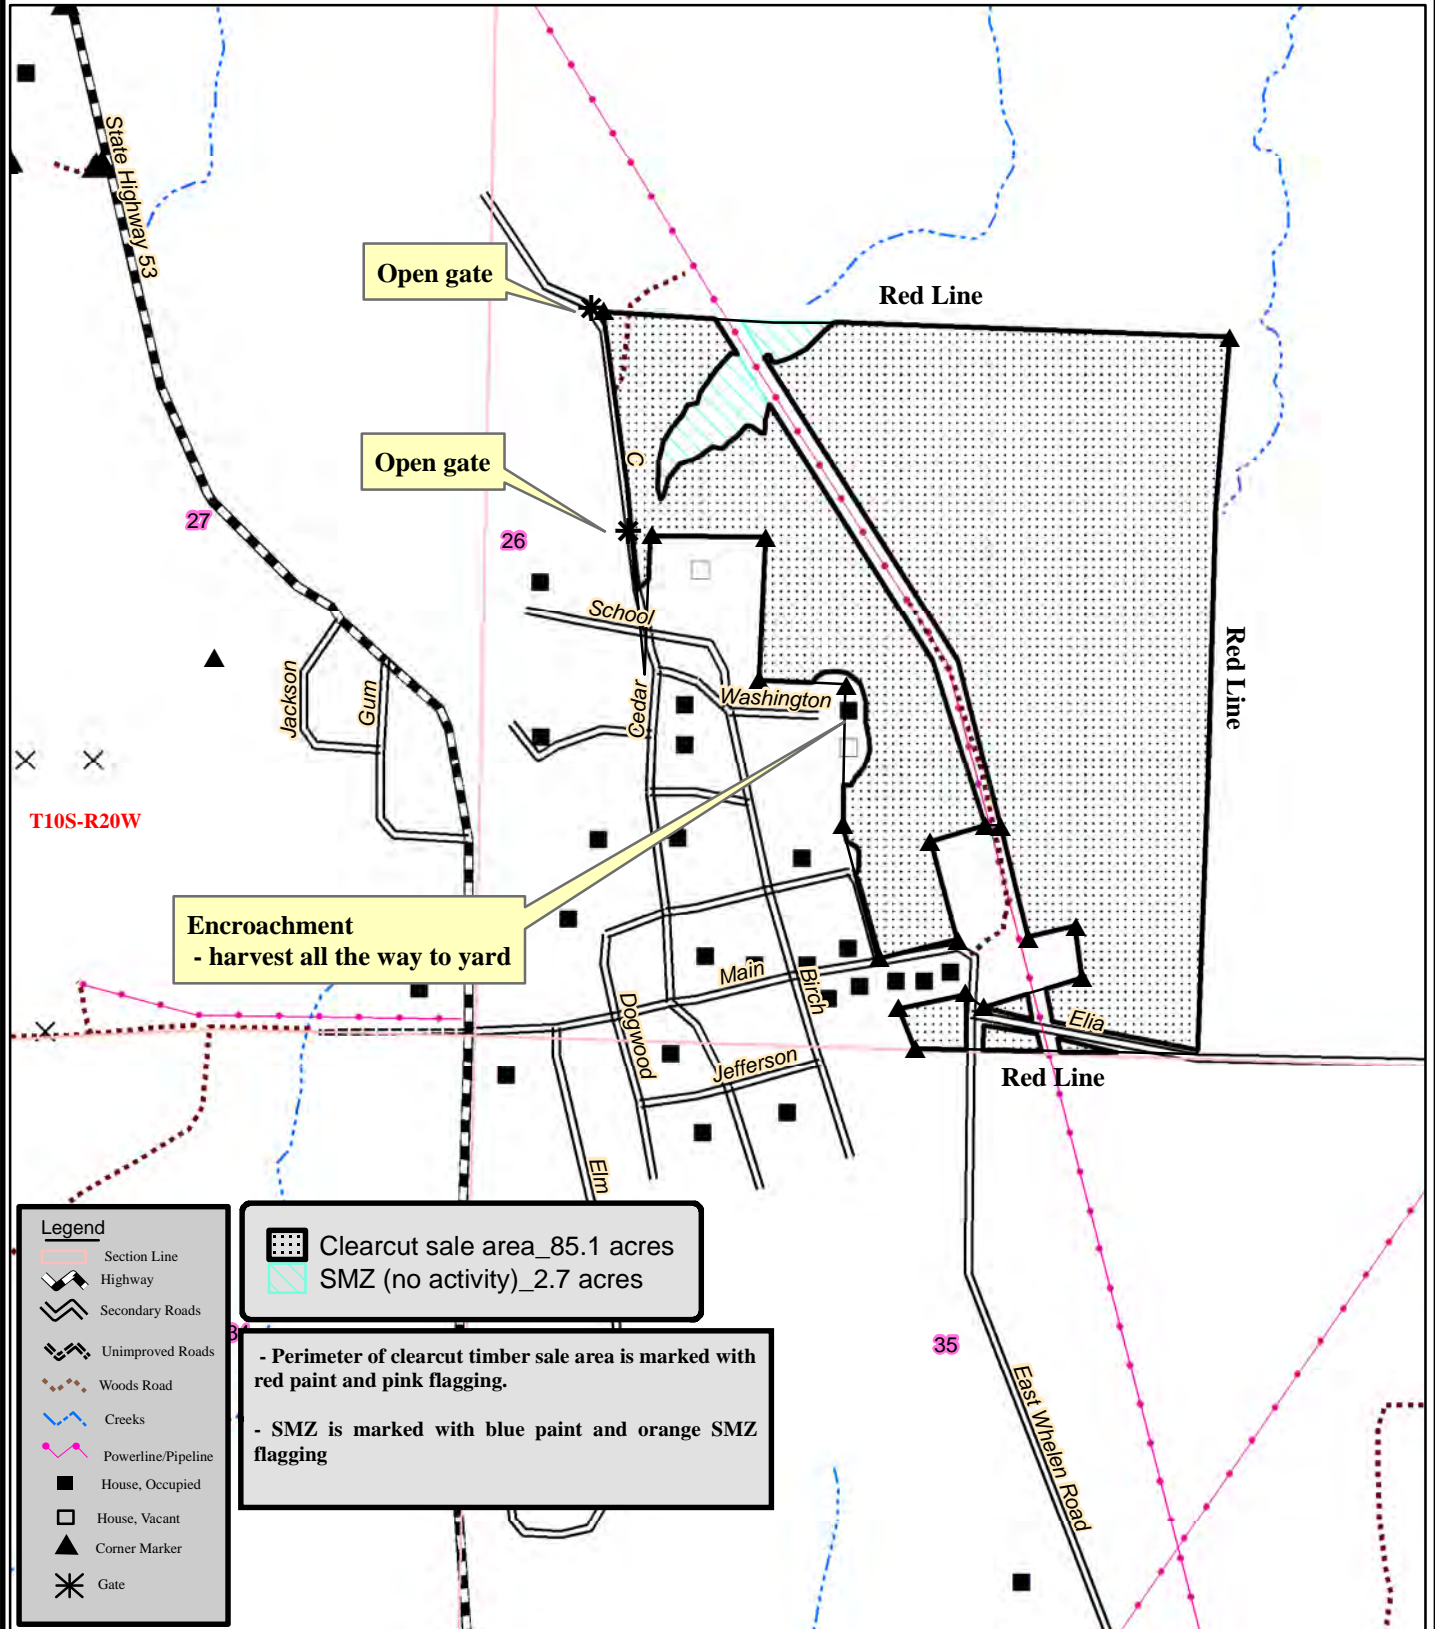 State Highway 53
Open gate
Red Line
Open gate
C
27
26
School
Red Line
Jackson
Gum
Cedar
Washington
T10S-R20W
Encroachment
- harvest all the way to yard
Main
Birch
Dogwood
Elia
Jefferson
Red Line
Elm
Legend
Section Line
Highway
Secondary Roads
Unimproved Roads
Woods Road
Creeks
Powerline/Pipeline
House, Occupied
House, Vacant
Corner Marker
Gate
Clearcut sale area_85.1 acres
SMZ (no activity)_2.7 acres
- Perimeter of clearcut timber sale area is marked with
red paint and pink flagging.
- SMZ is marked with blue paint and orange SMZ
flagging
35
East Whelen Road